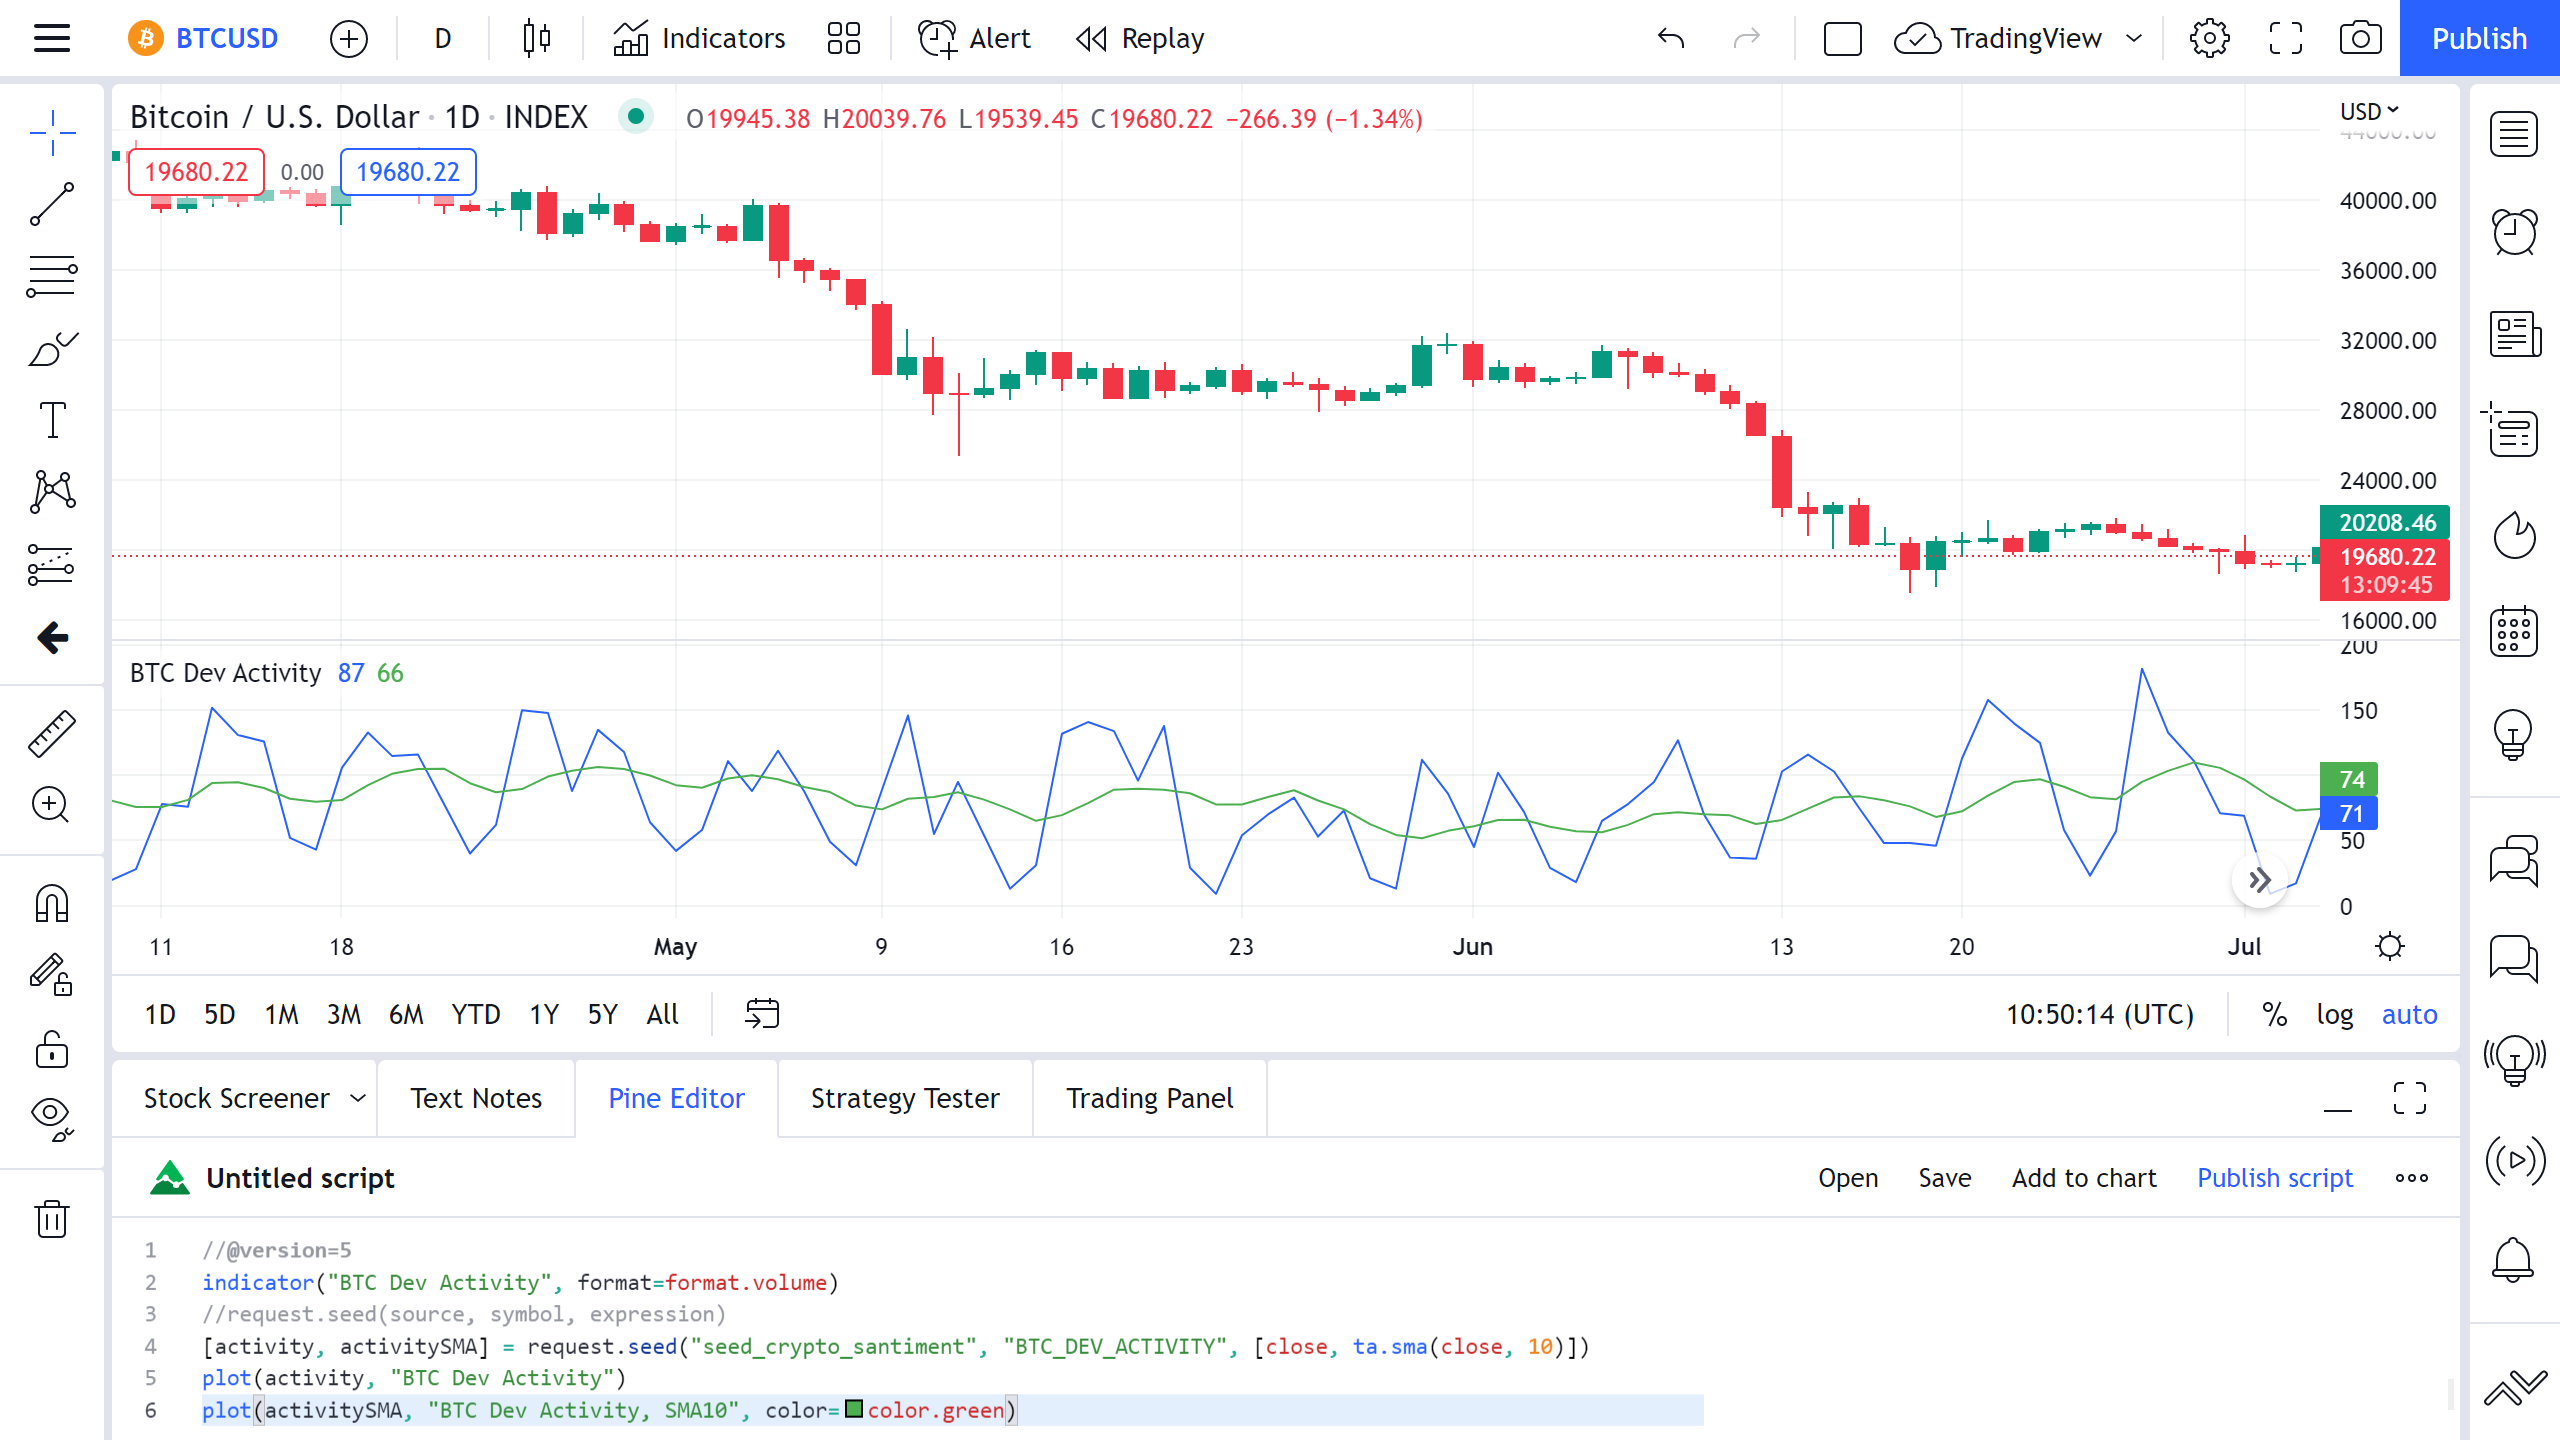 BTCUSD D Indicators Alert Replay TradingView Publish
Bitcoin / U.S. Dollar · 1D · INDEX O19945.38 H20039.76 L19539.45 C19680.22 −266.39 (−1.34%)
USD
19680.22 0.00 19680.22
40000.00
36000.00
32000.00
28000.00
24000.00
20208.46
19680.22
13:09:45
16000.00
200
BTC Dev Activity 87 66
150
74
71
50
0
11 18 May 9 16 23 Jun 13 20 Jul
1D 5D 1M 3M 6M YTD 1Y 5Y All 10:50:14 (UTC) % log auto
Stock Screener Text Notes Pine Editor Strategy Tester Trading Panel
Untitled script Open Save Add to chart Publish script
1 //@version=5
2 indicator("BTC Dev Activity", format=format.volume)
3 //request.seed(source, symbol, expression)
4 [activity, activitySMA] = request.seed("seed_crypto_santiment", "BTC_DEV_ACTIVITY", [close, ta.sma(close, 10)])
5 plot(activity, "BTC Dev Activity")
6 plot(activitySMA, "BTC Dev Activity, SMA10", color=color.green)